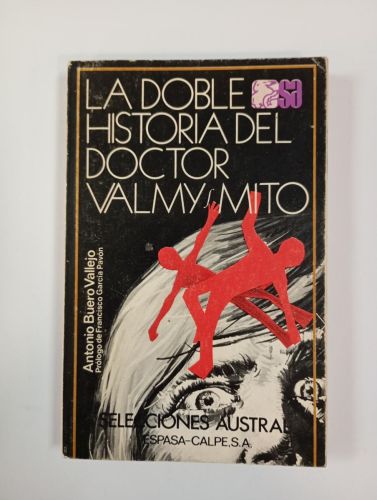 LA DOBLE
HISTORIA DEL
DOCTOR
VALMY MITO
sa
Antonio Buero Vallejo
Prólogo de Francisco García Pavón
SELECCIONES AUSTRAL
ESPASA-CALPE, S.A.